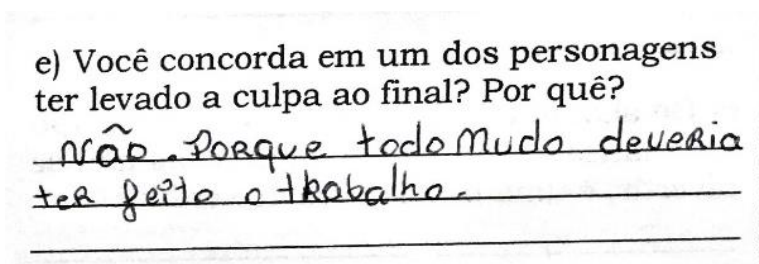 e) Você concorda em um dos personagens
ter levado a culpa ao final? Por quê?
Não. Porque todo mudo deveria
ter feito o trabalho.